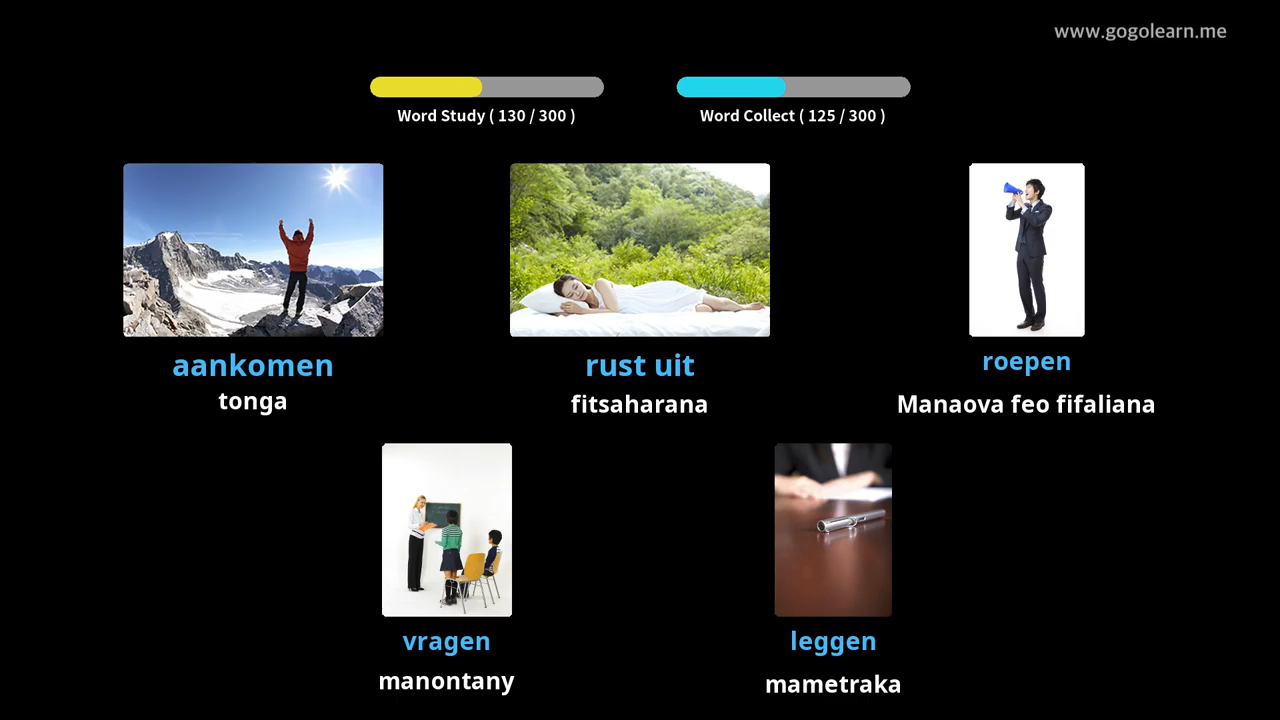 www.gogolearn.me
Word Study ( 130 / 300 )
Word Collect ( 125 / 300 )
aankomen
tonga
rust uit
fitsaharana
roepen
Manaova feo fifaliana
vragen
manontany
leggen
mametraka